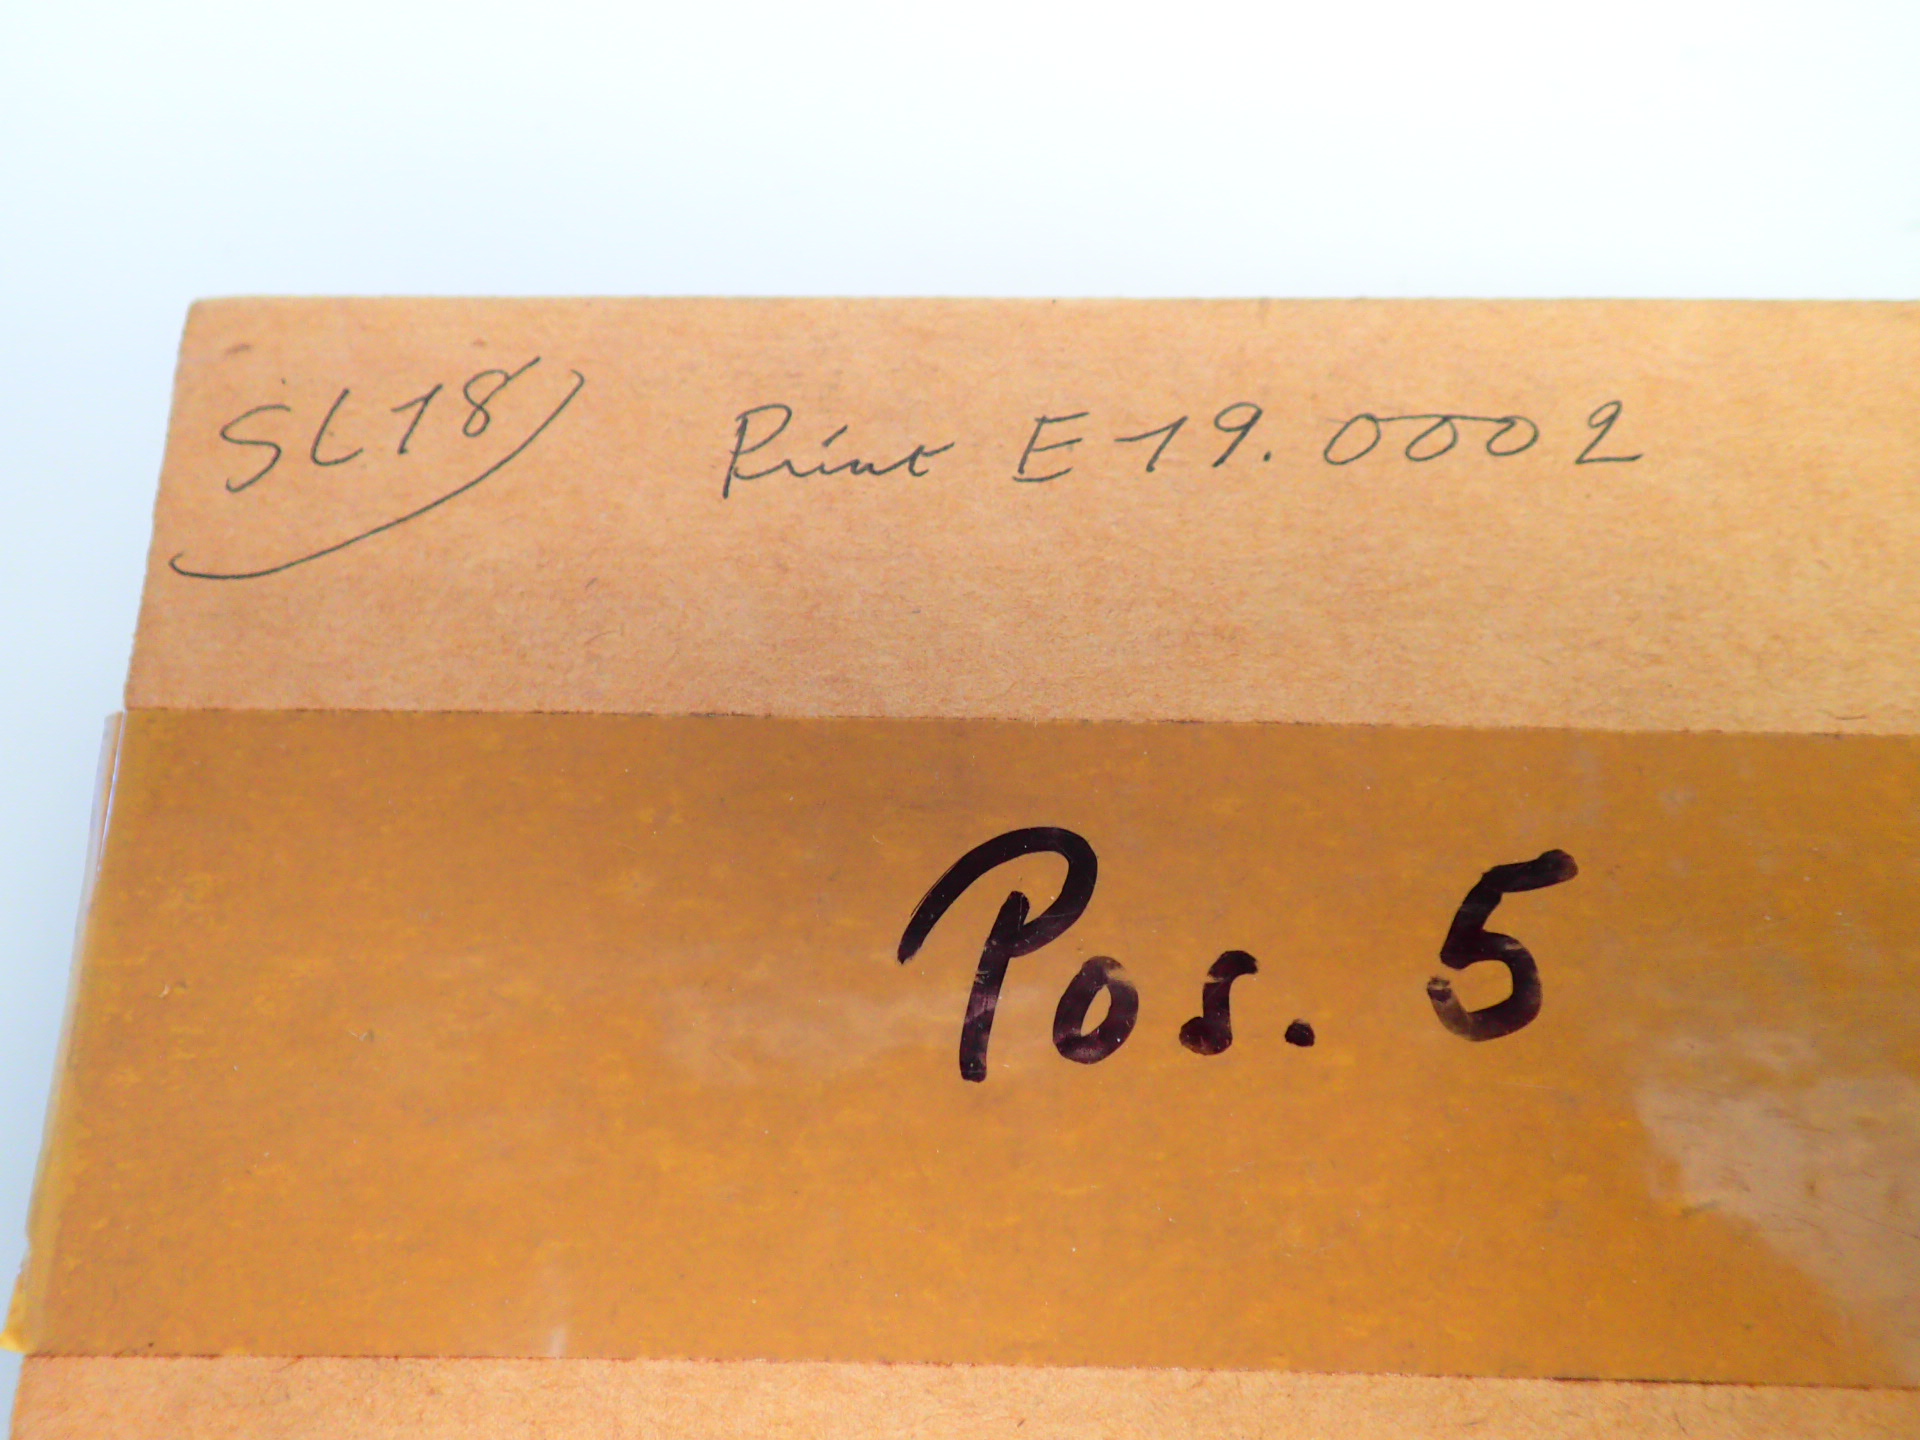 SL18) Print E19.0002
Pos. 5